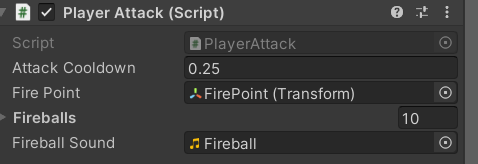 Player Attack (Script)
Script PlayerAttack
Attack Cooldown 0.25
Fire Point FirePoint (Transform)
Fireballs 10
Fireball Sound Fireball